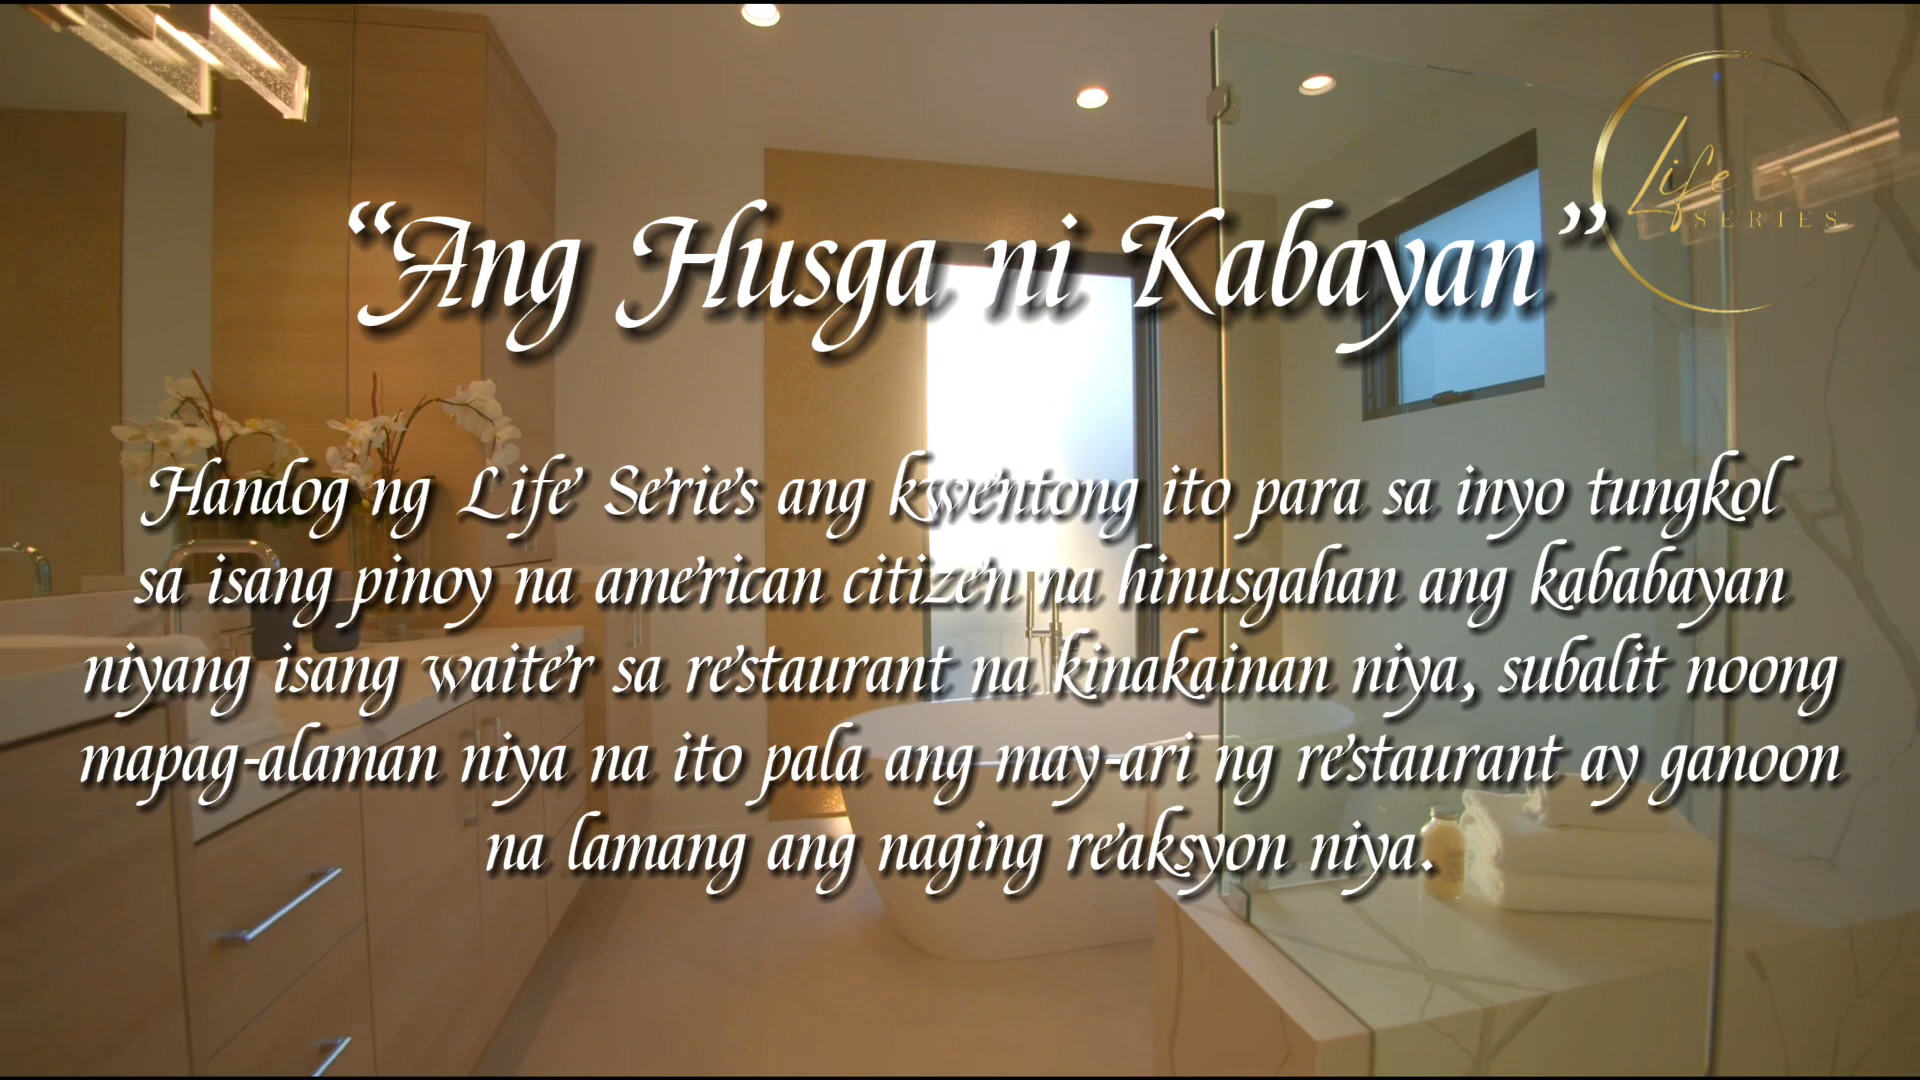 Life
SERIES
“Ang Husga ni Kabayan”
Handog ng Life Series ang kwentong ito para sa inyo tungkol
sa isang pinoy na american citizen na hinusgahan ang kababayan
niyang isang waiter sa restaurant na kinakainan niya, subalit noong
mapag-alaman niya na ito pala ang may-ari ng restaurant ay ganoon
na lamang ang naging reaksyon niya.